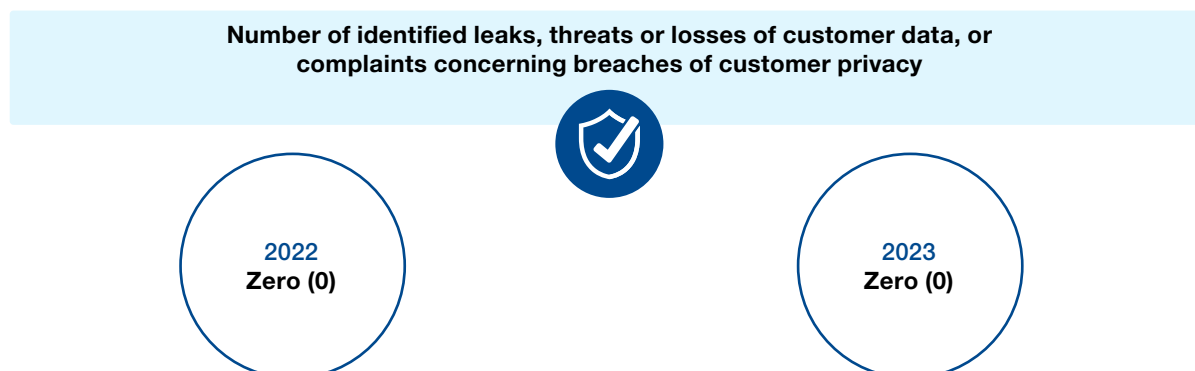 Number of identified leaks, threats or losses of customer data, or
complaints concerning breaches of customer privacy
2022
Zero (0)
2023
Zero (0)